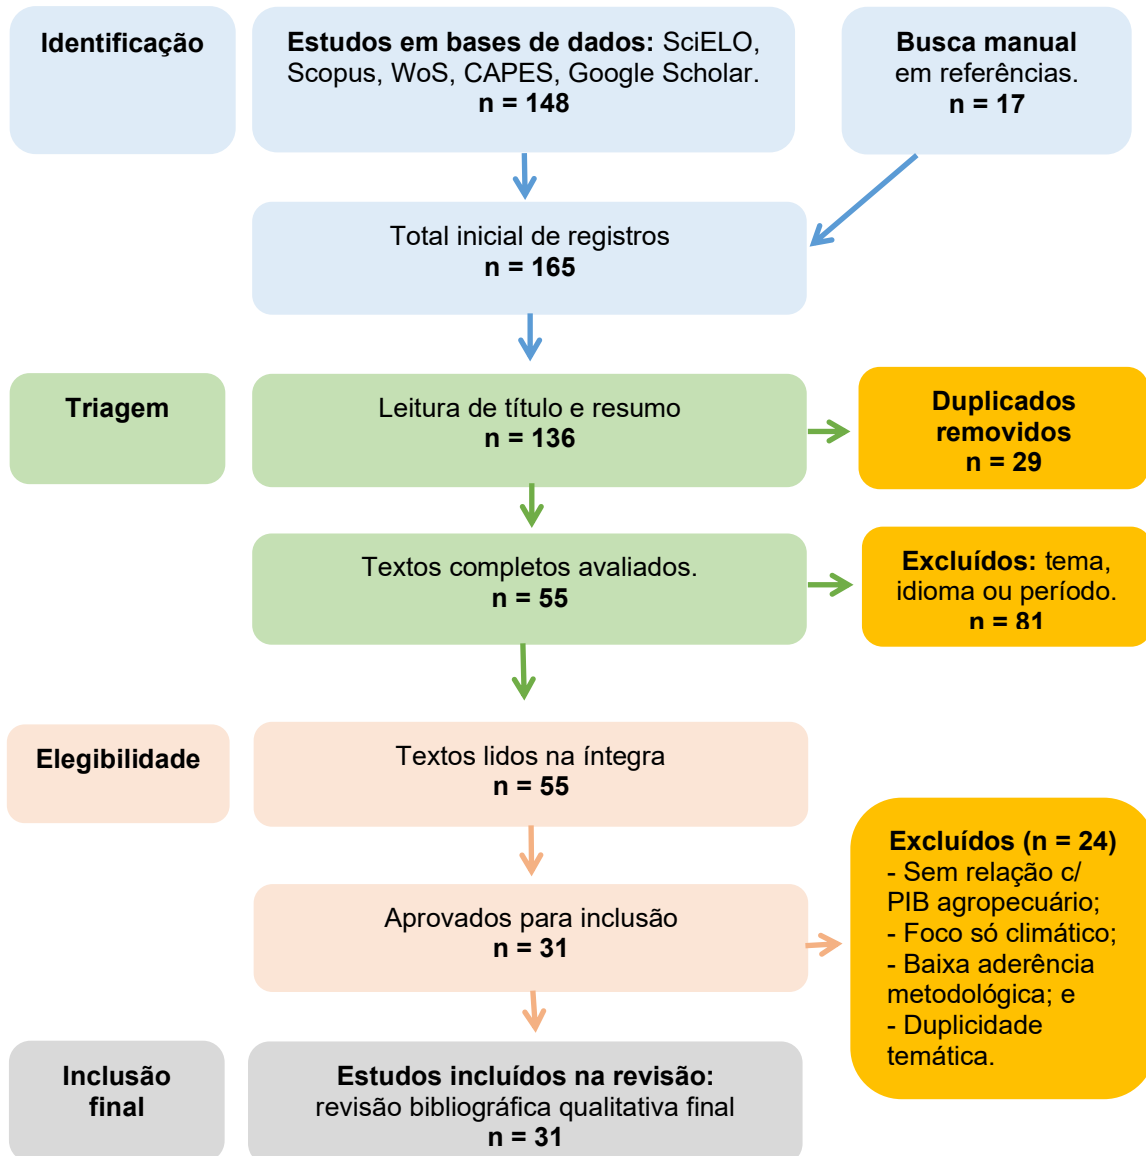 Identificação
Estudos em bases de dados: SciELO,
Scopus, WoS, CAPES, Google Scholar.
n = 148
Busca manual
em referências.
n = 17
Total inicial de registros
n = 165
Triagem
Leitura de título e resumo
n = 136
Duplicados
removidos
n = 29
Textos completos avaliados.
n = 55
Excluídos: tema,
idioma ou período.
n = 81
Elegibilidade
Textos lidos na íntegra
n = 55
Aprovados para inclusão
n = 31
Excluídos (n = 24)
- Sem relação c/
PIB agropecuário;
- Foco só climático;
- Baixa aderência
metodológica; e
- Duplicidade
temática.
Inclusão
final
Estudos incluídos na revisão:
revisão bibliográfica qualitativa final
n = 31